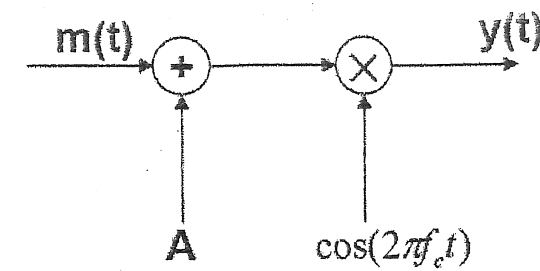 m(t)
+
×
y(t)
A
cos(2πf_c t)